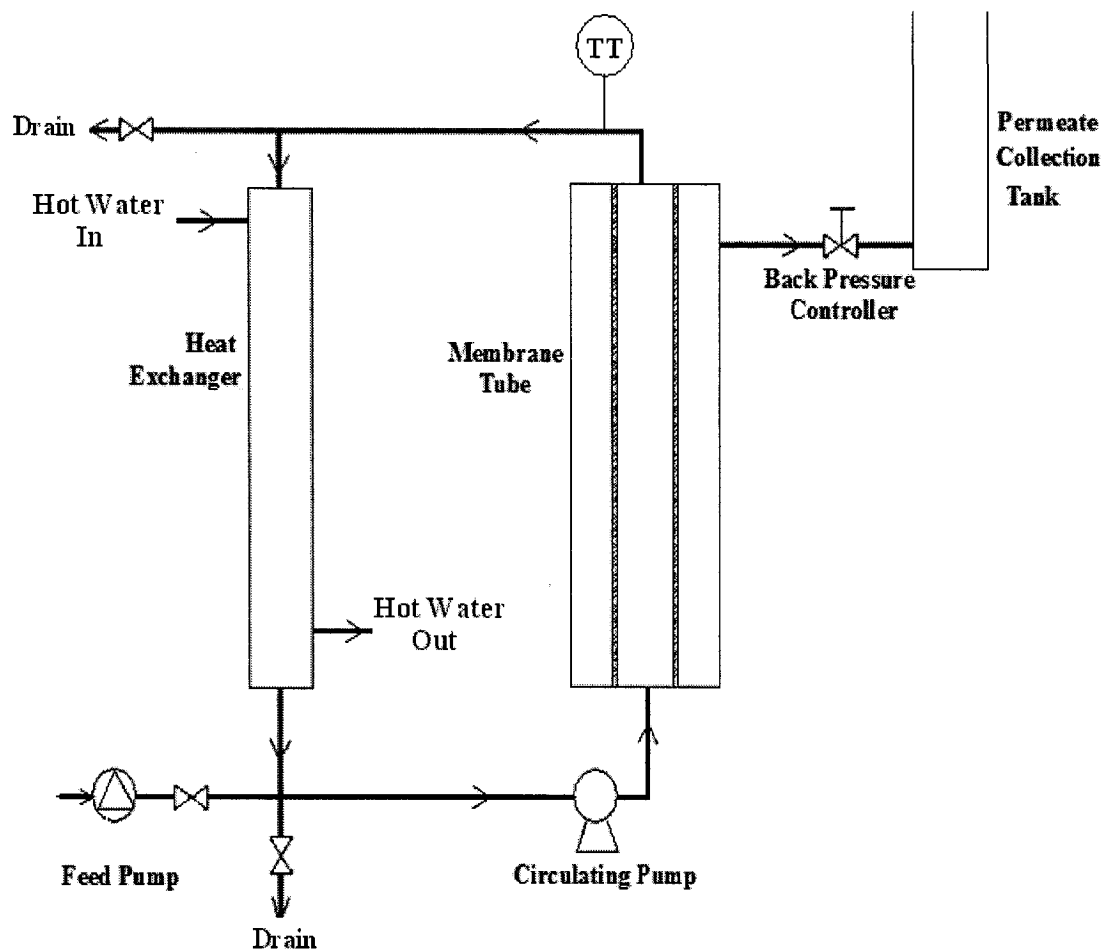 TT
Drain
Permeate
Collection
Tank
Hot Water
In
Back Pressure
Controller
Heat
Exchanger
Membrane
Tube
Hot Water
Out
Feed Pump
Circulating Pump
Drain